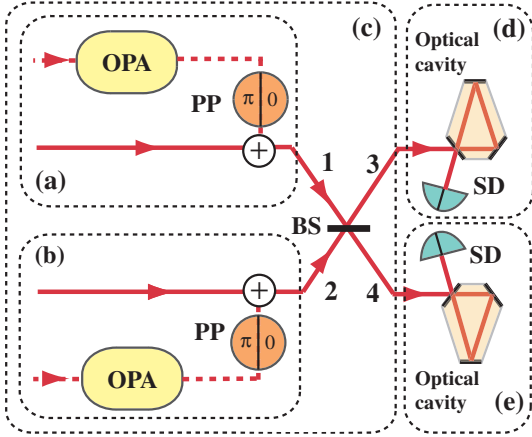 (c)
(d)
OPA
PP
π 0
(a)
Optical
cavity
SD
1
3
BS
(b)
2
4
PP
π 0
OPA
SD
Optical
cavity
(e)